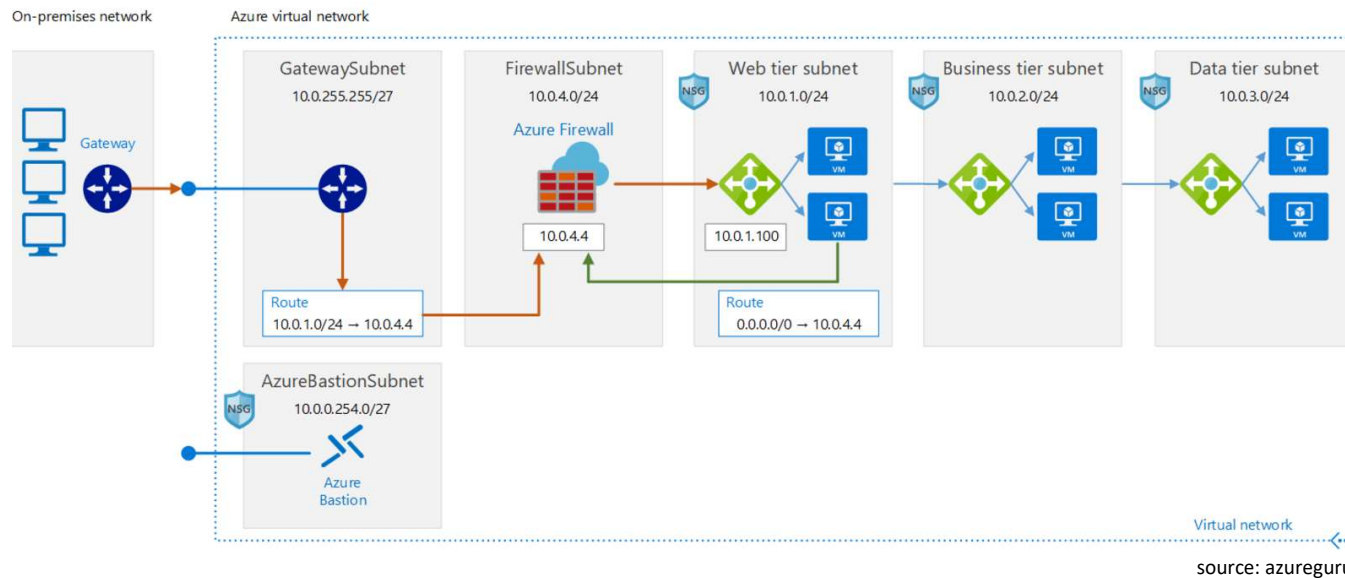 On-premises network
Azure virtual network
Gateway
GatewaySubnet
10.0.255.255/27
Route
10.0.1.0/24 → 10.0.4.4
FirewallSubnet
10.0.4.0/24
Azure Firewall
10.0.4.4
NSG
Web tier subnet
10.0.1.0/24
VM
VM
10.0.1.100
Route
0.0.0.0/0 → 10.0.4.4
NSG
Business tier subnet
10.0.2.0/24
VM
VM
NSG
Data tier subnet
10.0.3.0/24
VM
VM
NSG
AzureBastionSubnet
10.0.0.254.0/27
Azure
Bastion
Virtual network
source: azureguru